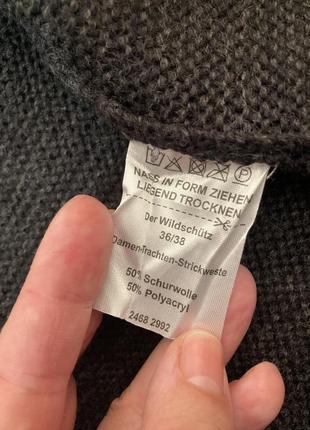 P
NASS IN FORM ZIEHEN
LIEGEND TROCKNEN
Der Wildschütz
36/38
Damen-Trachten-Strickweste
50% Schurwolle
50% Polyacryl
2468 2992